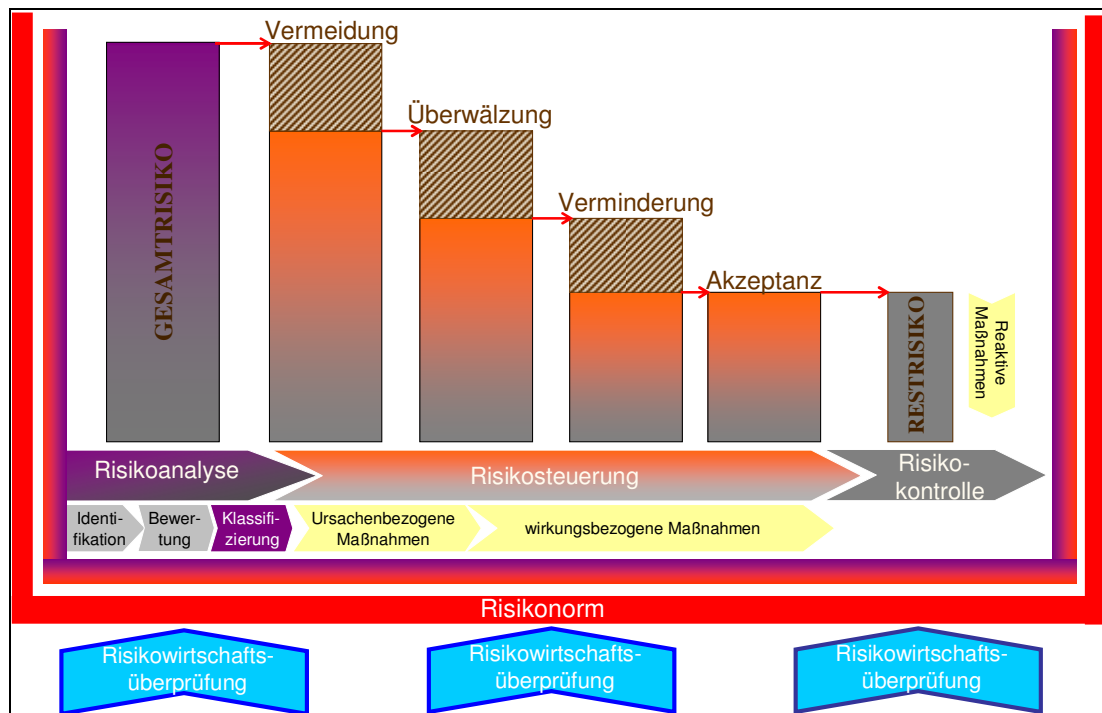 Vermeidung
Überwälzung
Verminderung
Akzeptanz
GESAMTRISIKO
RESTRISIKO
Reaktive
Maßnahmen
Risikoanalyse
Risikosteuerung
Risiko-
kontrolle
Identi-
fikation
Bewer-
tung
Klassifi-
zierung
Ursachenbezogene
Maßnahmen
wirkungsbezogene Maßnahmen
Risikonorm
Risikowirtschafts-
überprüfung
Risikowirtschafts-
überprüfung
Risikowirtschafts-
überprüfung